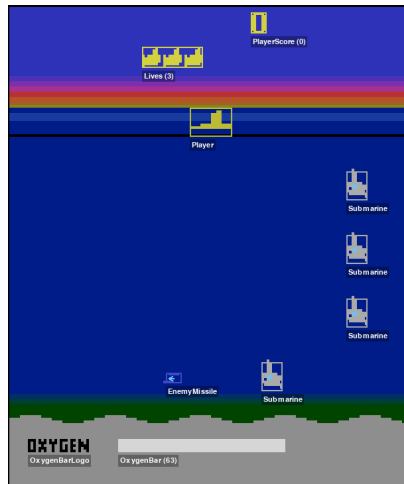 0
PlayerScore (0)
Lives (3)
Player
Submarine
Submarine
Submarine
EnemyMissile
Submarine
OXYGEN
OxygenBarLogo
OxygenBar (63)